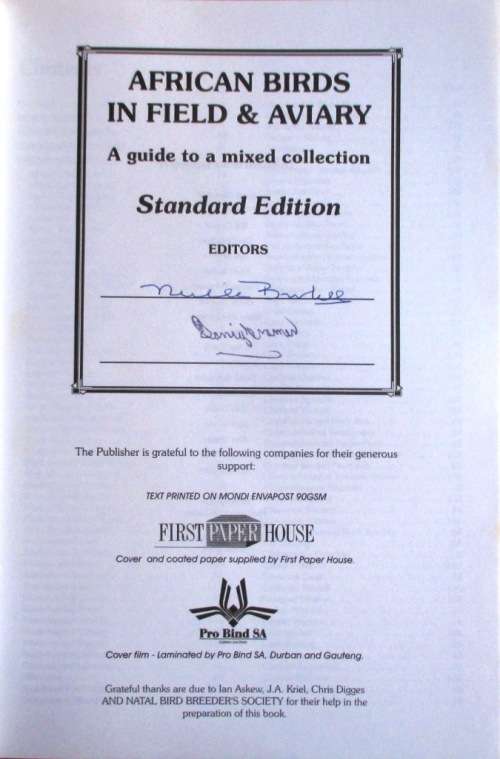 AFRICAN BIRDS
IN FIELD & AVIARY
A guide to a mixed collection
Standard Edition
EDITORS
The Publisher is grateful to the following companies for their generous
support:
TEXT PRINTED ON MONDI ENVAPOST 90GSM
FIRST PAPER HOUSE
Cover and coated paper supplied by First Paper House.
Pro Bind SA
Cover film - Laminated by Pro Bind SA, Durban and Gauteng.
Grateful thanks are due to Ian Askew, J.A. Kriel, Chris Digges
AND NATAL BIRD BREEDER'S SOCIETY for their help in the
preparation of this book.